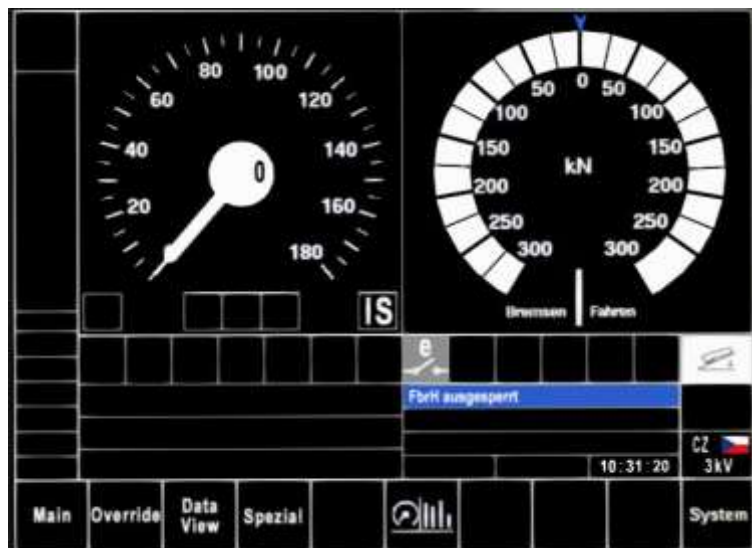 80 100
60 120
40 140
0
20 160
180
IS
50 0 50
100 100
150 150
kN
200 200
250 250
300 300
Bremsen Fahren
e
FbrH ausgesperrt
CZ
10:31:20 3kV
Main Override Data View Spezial System